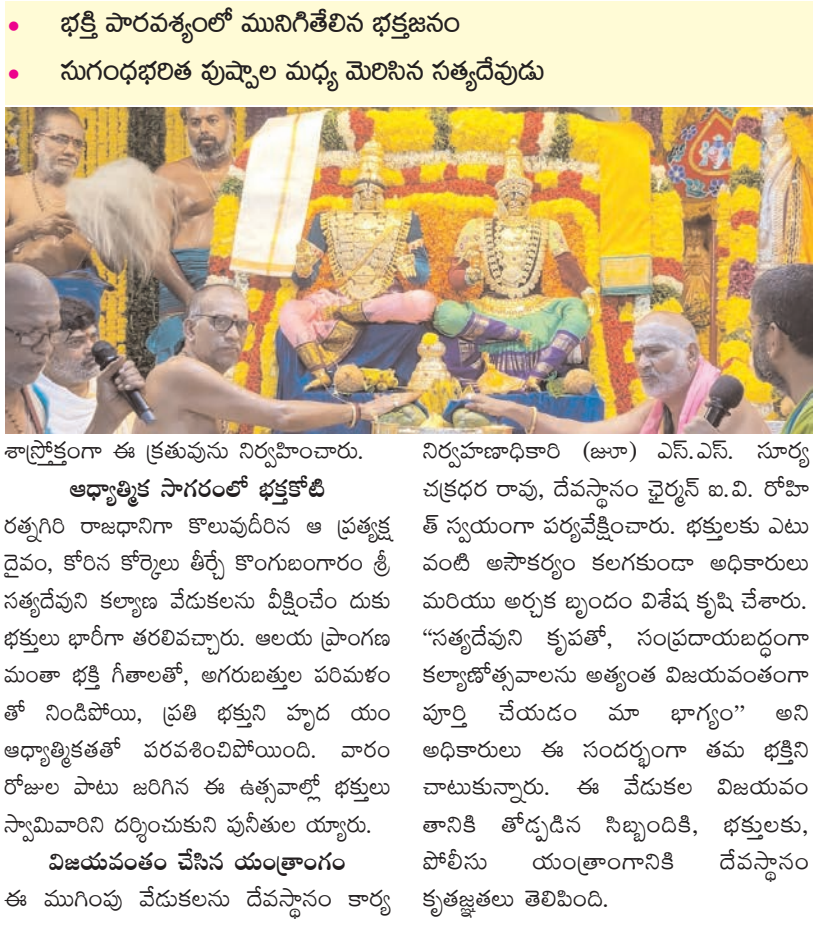 • భక్తి పారవశ్యంలో మునిగితేలిన భక్తజనం
• సుగంధభరిత పుష్పాల మధ్య మెరిసిన సత్యదేవుడు
శాస్త్రోక్తంగా ఈ క్రతువును నిర్వహించారు.
ఆధ్యాత్మిక సాగరంలో భక్తకోటి
రత్నగిరి రాజధానిగా కొలువుదీరిన ఆ ప్రత్యక్ష
దైవం, కోరిన కోర్కెలు తీర్చే కొంగుబంగారం శ్రీ
సత్యదేవుని కల్యాణ వేడుకలను వీక్షించేం దుకు
భక్తులు భారీగా తరలివచ్చారు. ఆలయ ప్రాంగణ
మంతా భక్తి గీతాలతో, అగరుబత్తుల పరిమళం
తో నిండిపోయి, ప్రతి భక్తుని హృద యం
ఆధ్యాత్మికతతో పరవశించిపోయింది. వారం
రోజుల పాటు జరిగిన ఈ ఉత్సవాల్లో భక్తులు
స్వామివారిని దర్శించుకుని పునీతుల య్యారు.
విజయవంతం చేసిన యంత్రాంగం
ఈ ముగింపు వేడుకలను దేవస్థానం కార్య
నిర్వహణాధికారి (ఇూ) ఎస్.ఎస్. సూర్య
చక్రధర రావు, దేవస్థానం ఛైర్మన్ ఐ.వి. రోహి
త్ స్వయంగా పర్యవేక్షించారు. భక్తులకు ఎటు
వంటి అసౌకర్యం కలగకుండా అధికారులు
మరియు అర్చక బృందం విశేష కృషి చేశారు.
“సత్యదేవుని కృపతో, సంప్రదాయబద్ధంగా
కల్యాణోత్సవాలను అత్యంత విజయవంతంగా
పూర్తి చేయడం మా భాగ్యం” అని
అధికారులు ఈ సందర్భంగా తమ భక్తిని
చాటుకున్నారు. ఈ వేడుకల విజయవం
తానికి తోడ్పడిన సిబ్బందికి, భక్తులకు,
పోలీసు యంత్రాంగానికి దేవస్థానం
కృతజ్ఞతలు తెలిపింది.